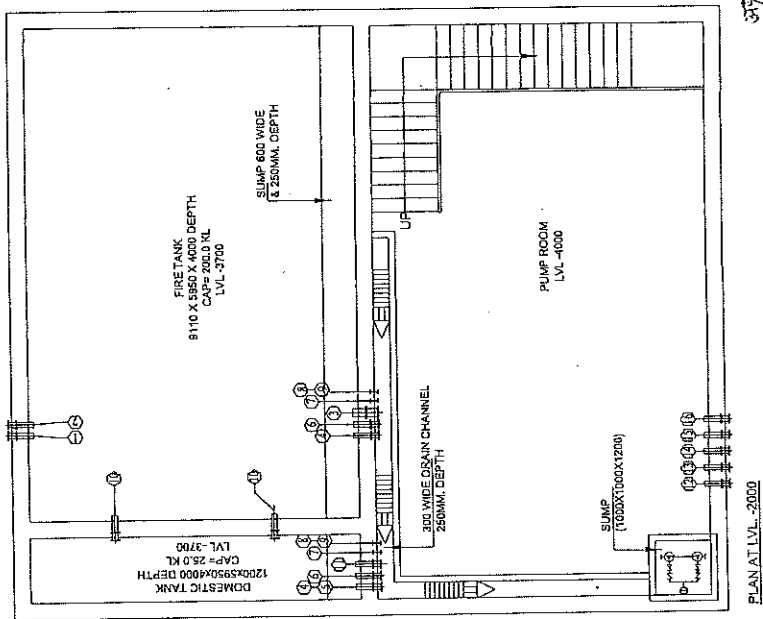 FIRE TANK
9110 X 5950 X 4000 DEPTH
CAP= 200.0 KL
LVL -3700
SUMP 600 WIDE
& 250MM. DEPTH
DOMESTIC TANK
1200x5950x4000 DEPTH
CAP= 25.0 KL
LVL -3700
UP
PUMP ROOM
LVL -4000
300 WIDE DRAIN CHANNEL
250MM. DEPTH
SUMP
(1000X1000X1200)
PLAN AT LVL. -2000